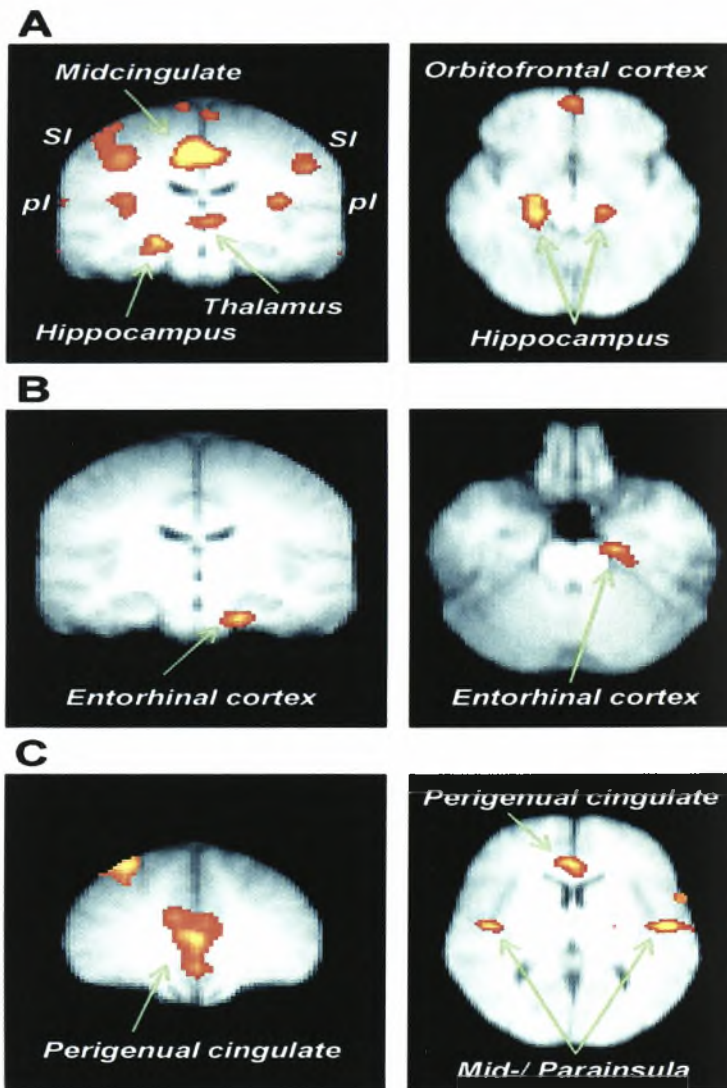 A
Midcingulate
SI
SI
pI
pI
Thalamus
Hippocampus
Orbitofrontal cortex
Hippocampus
B
Entorhinal cortex
Entorhinal cortex
C
Perigenual cingulate
Perigenual cingulate
Mid-/ Parainsula